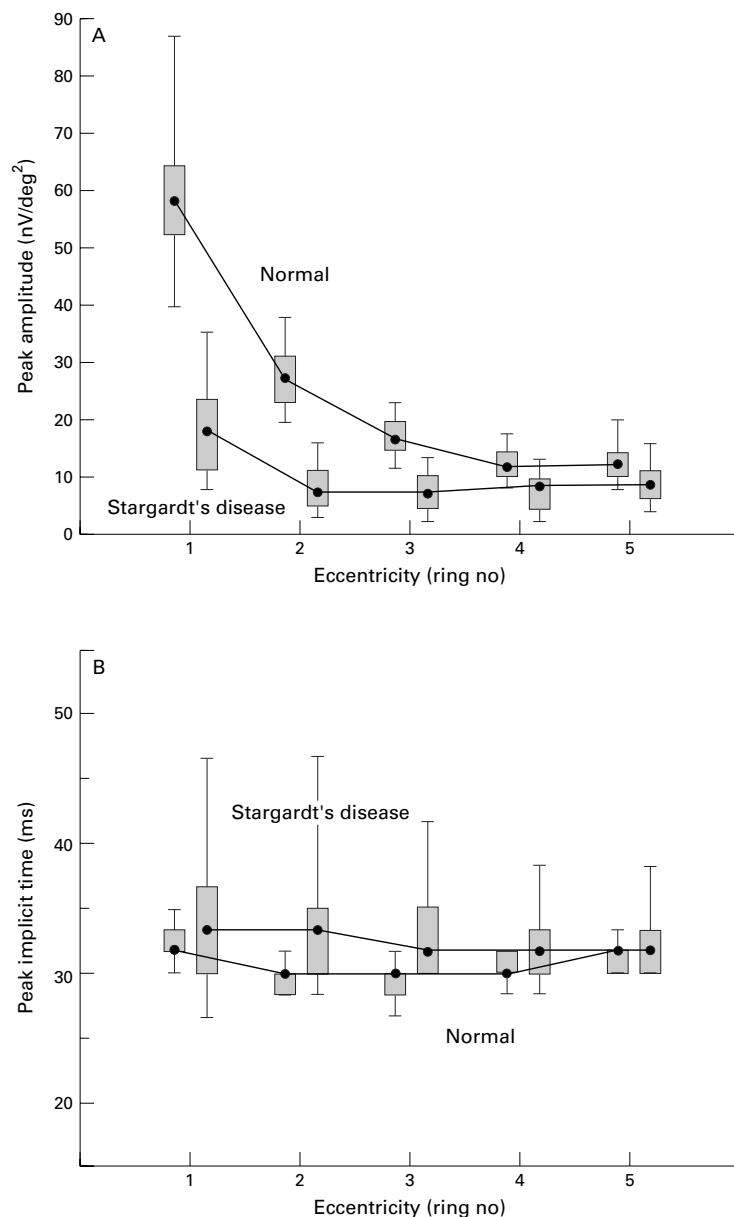 A
90
80
70
60
50
40
30
20
10
0
Peak amplitude (nV/deg²)
Normal
Stargardt's disease
1 2 3 4 5
Eccentricity (ring no)
B
50
40
30
20
Peak implicit time (ms)
Stargardt's disease
Normal
1 2 3 4 5
Eccentricity (ring no)